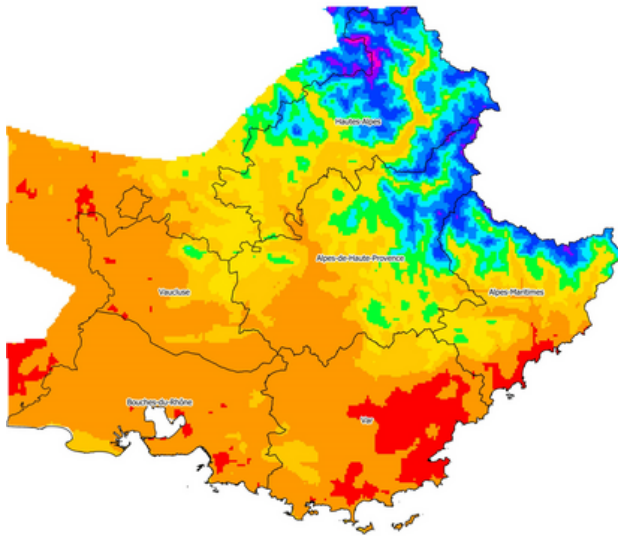 Hautes-Alpes
Alpes-de-Haute-Provence
Vaucluse
Alpes-Maritimes
Bouches-du-Rhône
Var